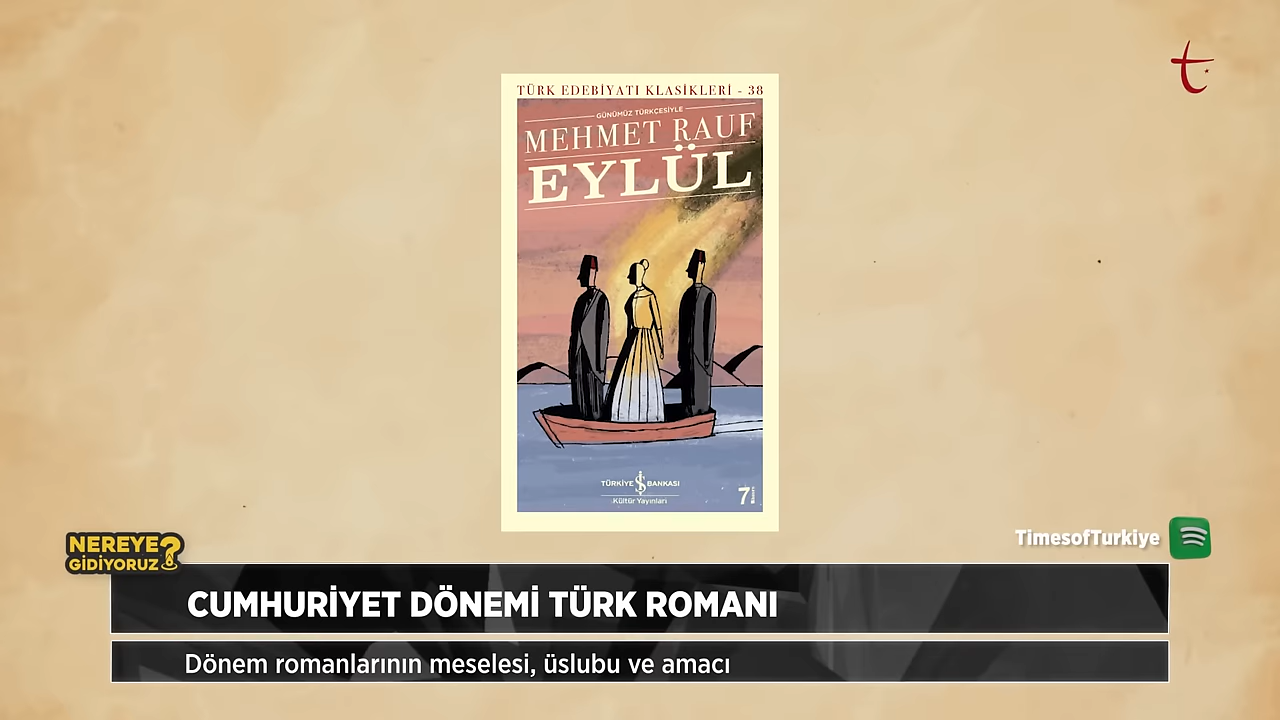 TÜRK EDEBİYATI KLASİKLERİ - 38
GÜNÜMÜZ TÜRKÇESİYLE
MEHMET RAUF
EYLÜL
TÜRKİYE İŞ BANKASI
Kültür Yayınları
7
NEREYE
GİDİYORUZ?
TimesofTurkiye
CUMHURİYET DÖNEMİ TÜRK ROMANI
Dönem romanlarının meselesi, üslubu ve amacı